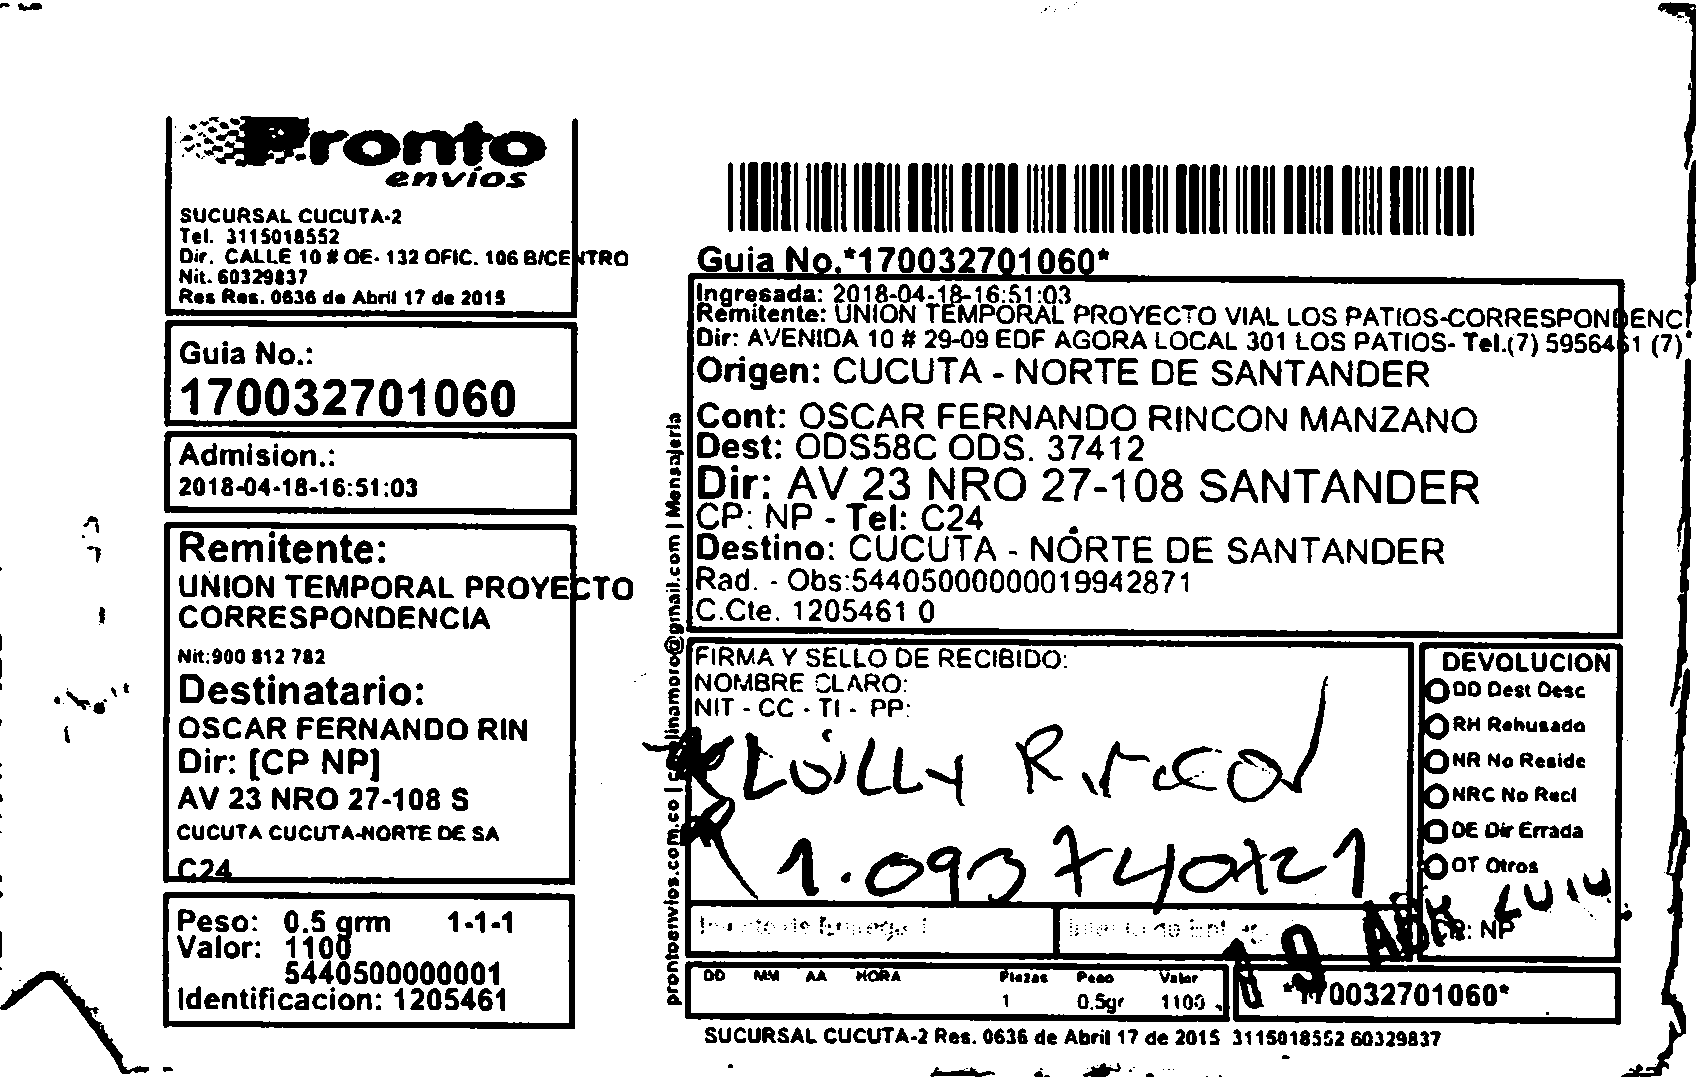 Pronto
envíos
SUCURSAL CUCUTA-2
Tel. 3115018552
Dir. CALLE 10 # OE- 132 OFIC. 106 B/CENTRO
Nit. 60329837
Res Res. 0636 de Abril 17 de 2015
Guia No.:
170032701060
Admision.:
2018-04-18-16:51:03
Remitente:
UNION TEMPORAL PROYECTO
CORRESPONDENCIA
Nit:900 812 782
Destinatario:
OSCAR FERNANDO RIN
Dir: [CP NP]
AV 23 NRO 27-108 S
CUCUTA CUCUTA-NORTE DE SA
C24
Peso: 0.5 grm 1-1-1
Valor: 1100
5440500000001
Identificacion: 1205461
prontoenvios.com.co | @gmail.com | Mensajeria
Guia No.*170032701060*
Ingresada: 2018-04-18-16:51:03
Remitente: UNION TEMPORAL PROYECTO VIAL LOS PATIOS-CORRESPONDENC
Dir: AVENIDA 10 # 29-09 EDF AGORA LOCAL 301 LOS PATIOS- Tel.(7) 5956461 (7)
Origen: CUCUTA - NORTE DE SANTANDER
Cont: OSCAR FERNANDO RINCON MANZANO
Dest: ODS58C ODS. 37412
Dir: AV 23 NRO 27-108 SANTANDER
CP: NP - Tel: C24
Destino: CUCUTA - NORTE DE SANTANDER
Rad. - Obs:54405000000019942871
C.Cte. 1205461 0
FIRMA Y SELLO DE RECIBIDO:
NOMBRE CLARO:
NIT - CC - TI - PP:
Rincon
DEVOLUCION
DD Dest Desc
RH Rehusado
NR No Reside
NRC No Recl
DE Dir Errada
OT Otros
19 ABR
NP
DD MM AA HORA Piezas Peso Valor
1 0.5gr 1100
*170032701060*
SUCURSAL CUCUTA-2 Res. 0636 de Abril 17 de 2015 3115018552 60329837